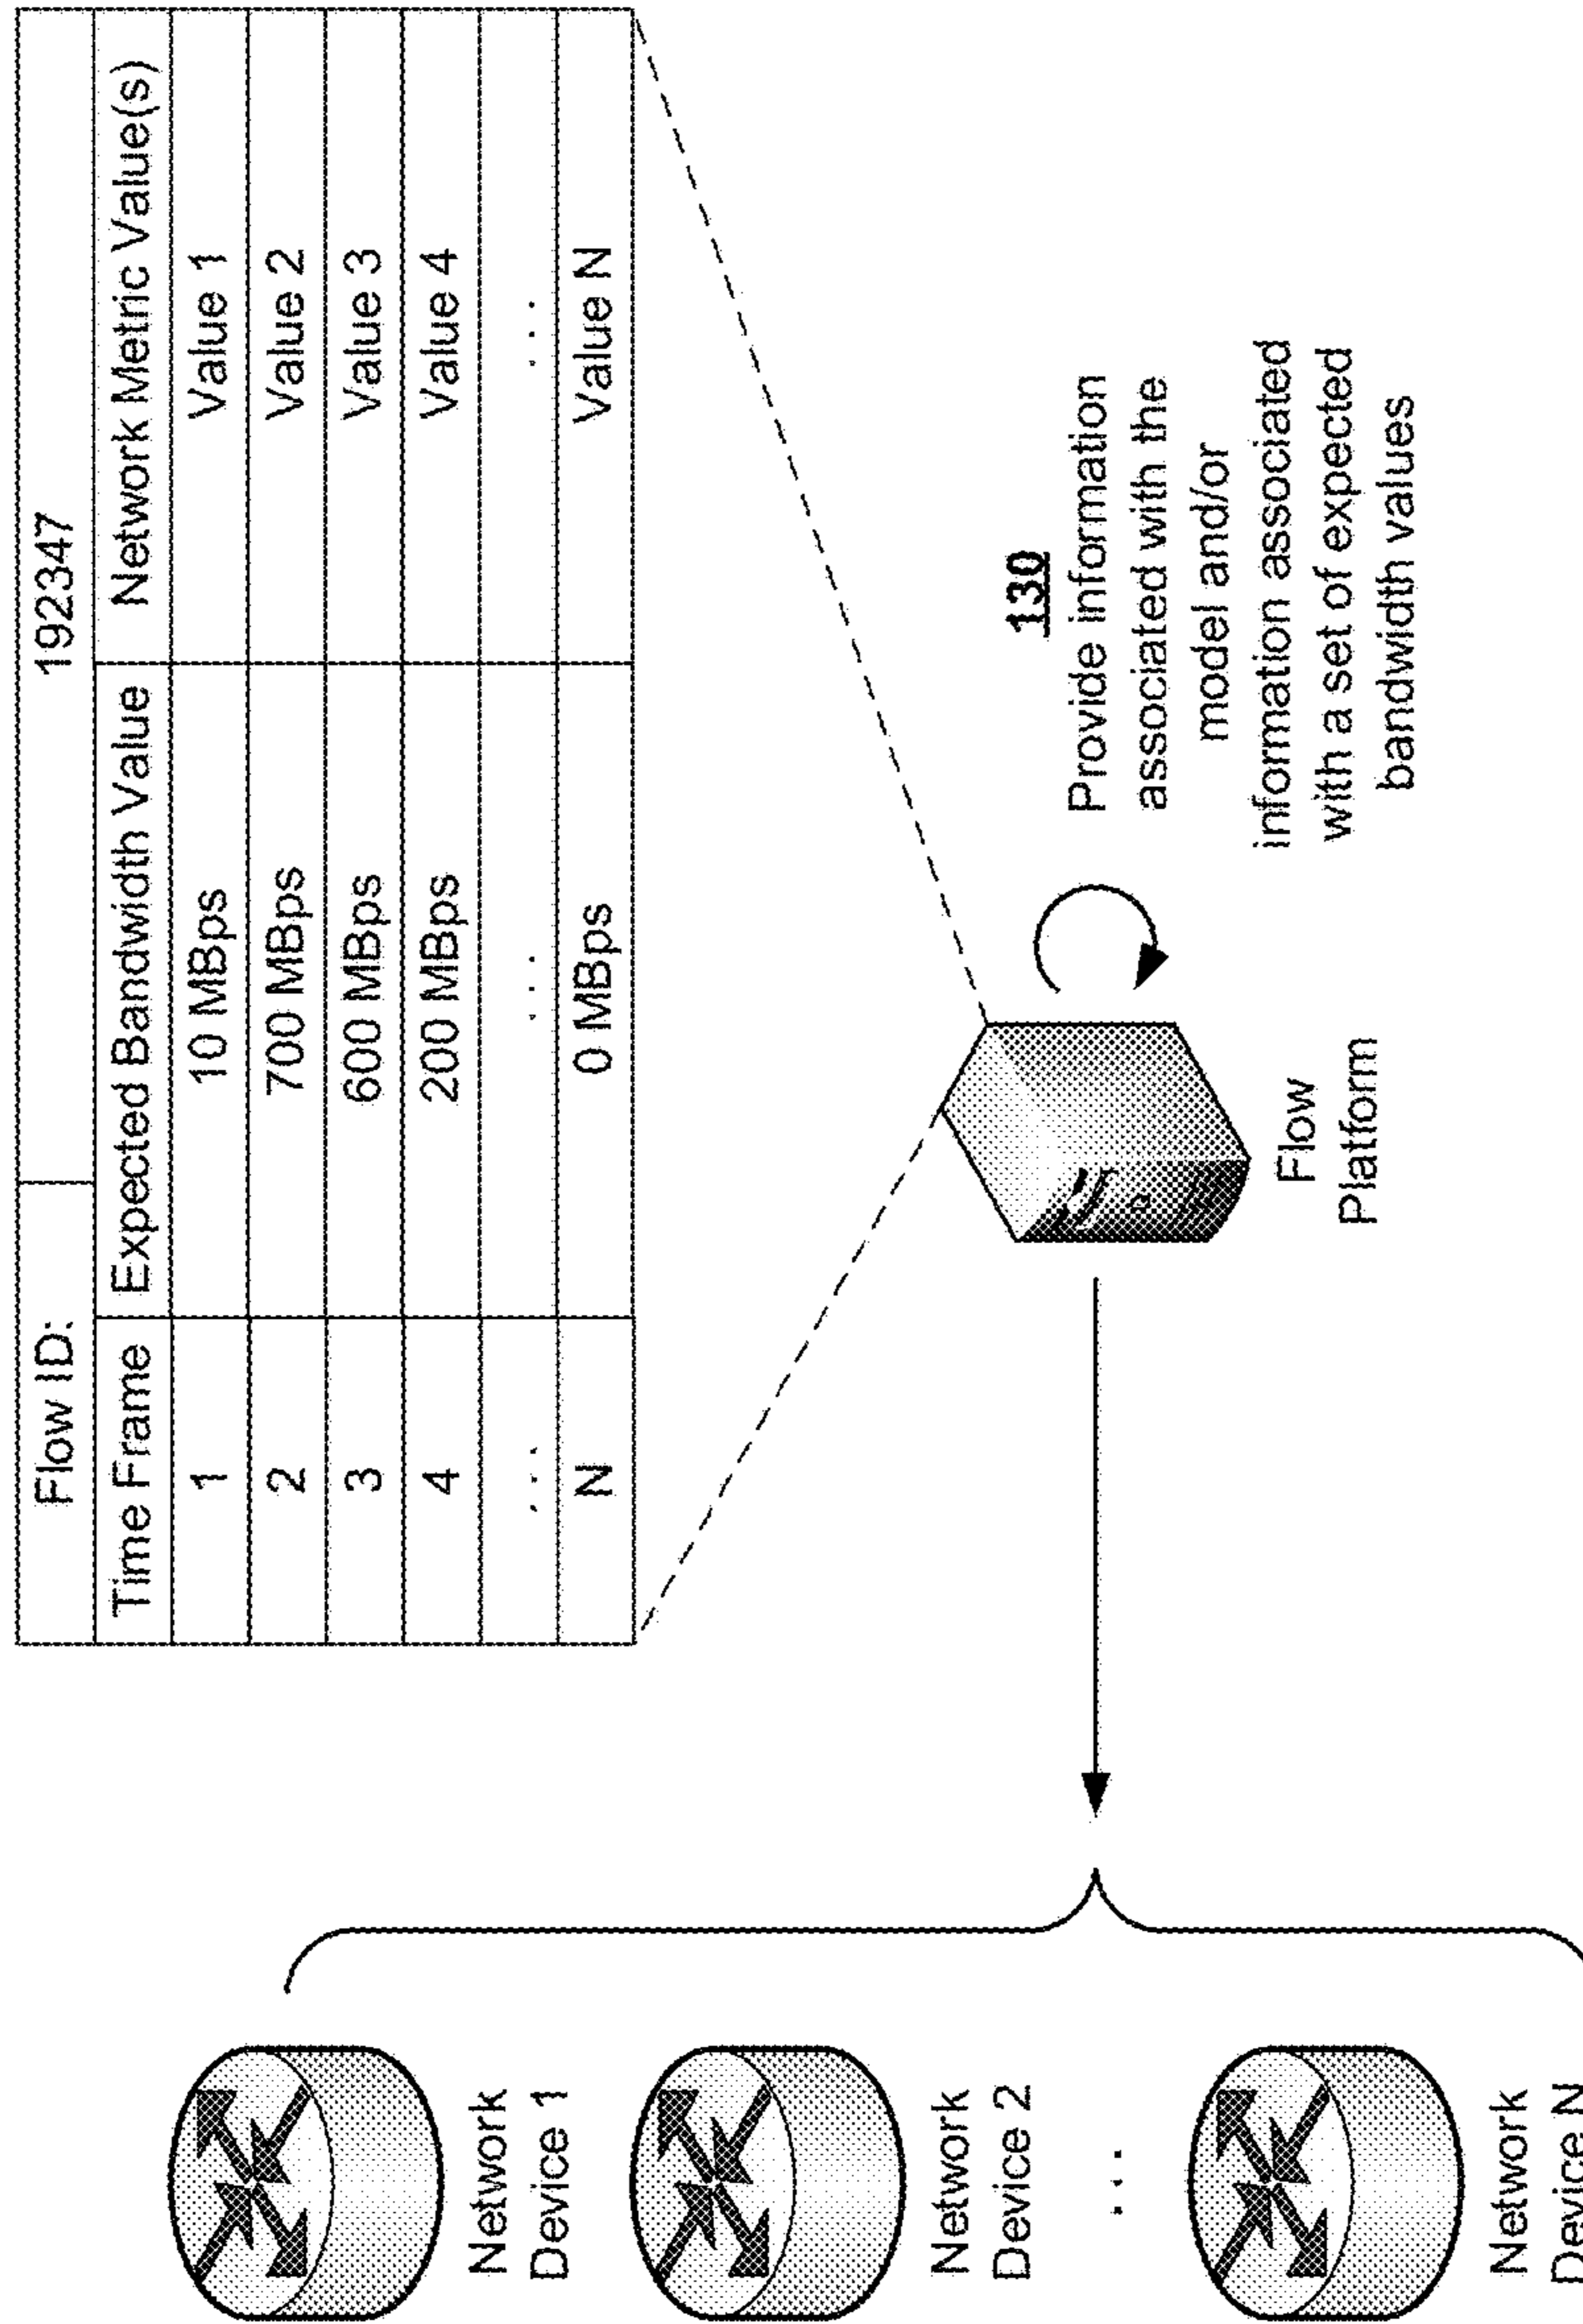 Flow ID: 192347
Time Frame Expected Bandwidth Value Network Metric Value(s)
1 10 MBps Value 1
2 700 MBps Value 2
3 600 MBps Value 3
4 200 MBps Value 4
... ... ...
N 0 MBps Value N
130
Provide information
associated with the
model and/or
information associated
with a set of expected
bandwidth values
Flow
Platform
Network
Device 1
Network
Device 2
...
Network
Device N